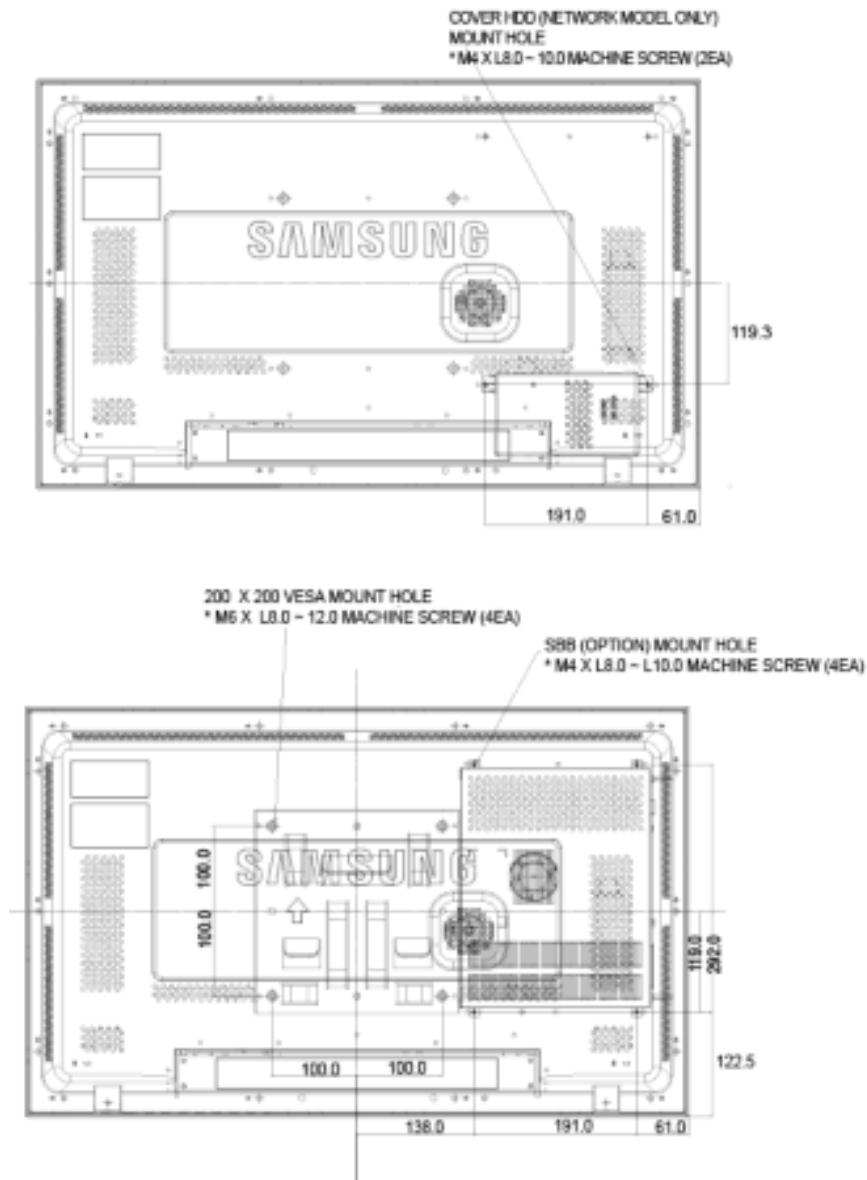 COVER HDD (NETWORK MODEL ONLY)
MOUNT HOLE
* M4 X L8.0 ~ 10.0 MACHINE SCREW (2EA)
SAMSUNG
119.3
191.0
61.0
200 X 200 VESA MOUNT HOLE
* M6 X L8.0 ~ 12.0 MACHINE SCREW (4EA)
SBB (OPTION) MOUNT HOLE
* M4 X L8.0 ~ L10.0 MACHINE SCREW (4EA)
SAMSUNG
100.0
100.0
119.0
292.0
100.0
100.0
122.5
138.0
191.0
61.0